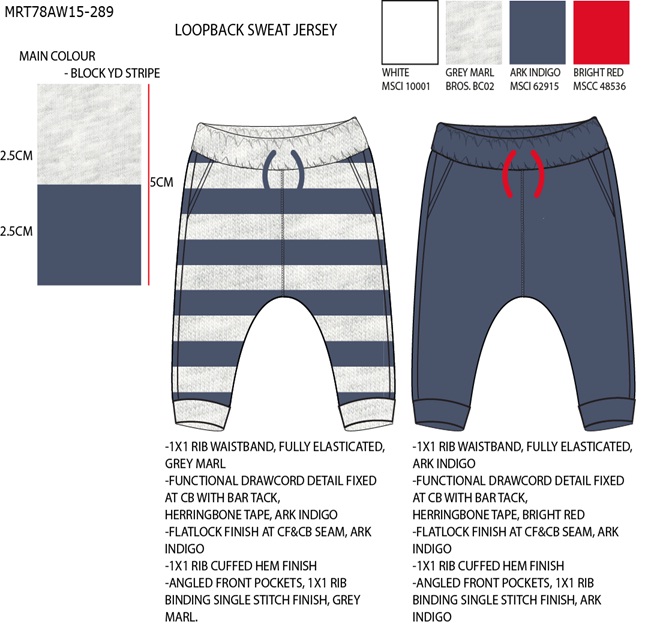 MRT78AW15-289
LOOPBACK SWEAT JERSEY
WHITE
MSCI 10001
GREY MARL
BROS. BC02
ARK INDIGO
MSCI 62915
BRIGHT RED
MSCC 48536
MAIN COLOUR
- BLOCK YD STRIPE
2.5CM
5CM
2.5CM
-1X1 RIB WAISTBAND, FULLY ELASTICATED,
GREY MARL
-FUNCTIONAL DRAWCORD DETAIL FIXED
AT CB WITH BAR TACK,
HERRINGBONE TAPE, ARK INDIGO
-FLATLOCK FINISH AT CF&CB SEAM, ARK
INDIGO
-1X1 RIB CUFFED HEM FINISH
-ANGLED FRONT POCKETS, 1X1 RIB
BINDING SINGLE STITCH FINISH, GREY
MARL.
-1X1 RIB WAISTBAND, FULLY ELASTICATED,
ARK INDIGO
-FUNCTIONAL DRAWCORD DETAIL FIXED
AT CB WITH BAR TACK,
HERRINGBONE TAPE, BRIGHT RED
-FLATLOCK FINISH AT CF&CB SEAM, ARK
INDIGO
-1X1 RIB CUFFED HEM FINISH
-ANGLED FRONT POCKETS, 1X1 RIB
BINDING SINGLE STITCH FINISH, ARK
INDIGO